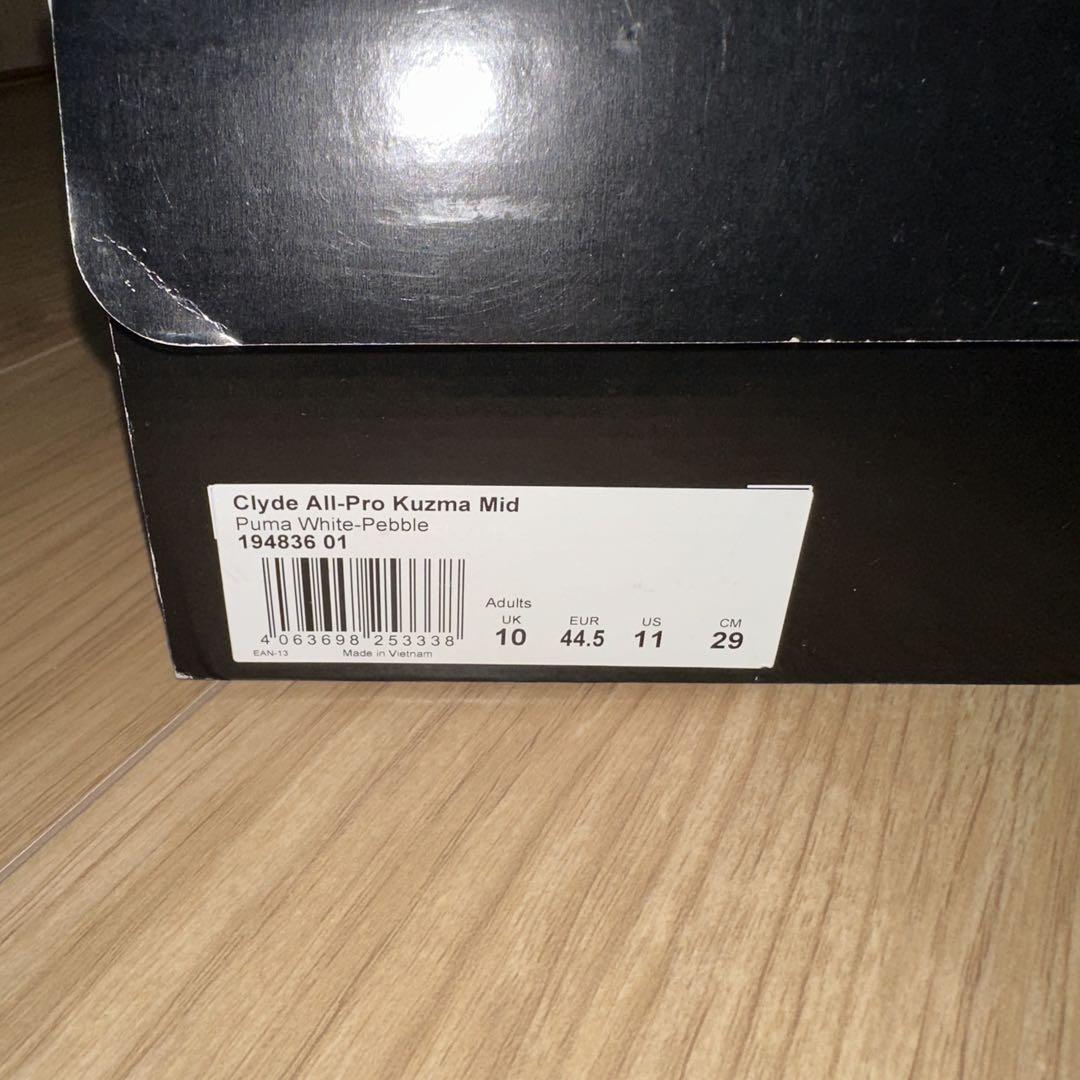 Clyde All-Pro Kuzma Mid
Puma White-Pebble
194836 01
Adults
UK EUR US CM
10 44.5 11 29
4 063698 253338
EAN-13 Made in Vietnam